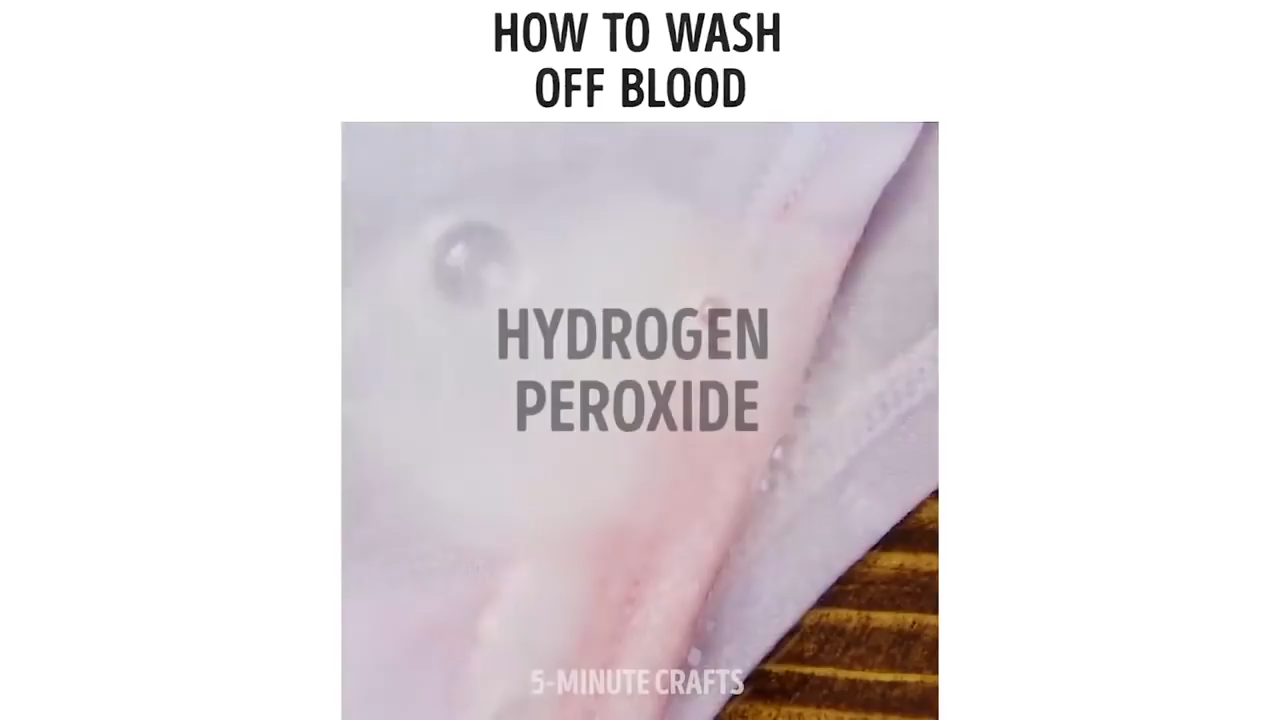 HOW TO WASH
OFF BLOOD
HYDROGEN
PEROXIDE
5-MINUTE CRAFTS